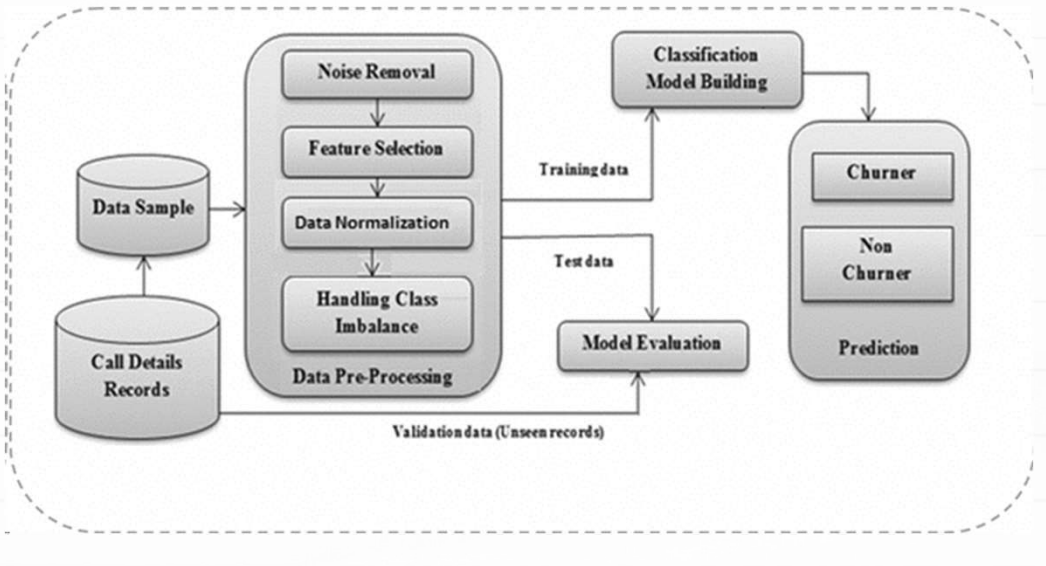 Noise Removal
Feature Selection
Data Normalization
Handling Class
Imbalance
Data Pre-Processing
Data Sample
Call Details
Records
Training data
Test data
Validation data (Unseen records)
Classification
Model Building
Model Evaluation
Churner
Non
Churner
Prediction